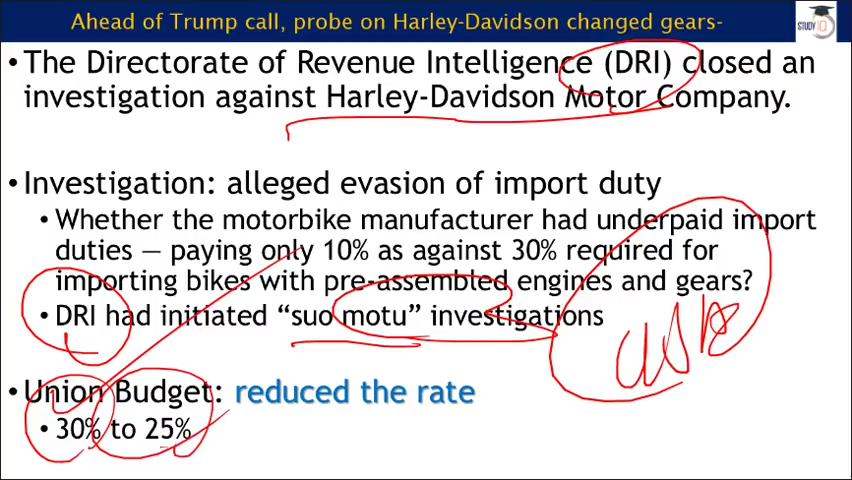 Ahead of Trump call, probe on Harley-Davidson changed gears-
STUDY IQ
• The Directorate of Revenue Intelligence (DRI) closed an
investigation against Harley-Davidson Motor Company.
• Investigation: alleged evasion of import duty
• Whether the motorbike manufacturer had underpaid import
duties — paying only 10% as against 30% required for
importing bikes with pre-assembled engines and gears?
• DRI had initiated “suo motu” investigations
• Union Budget: reduced the rate
• 30% to 25%